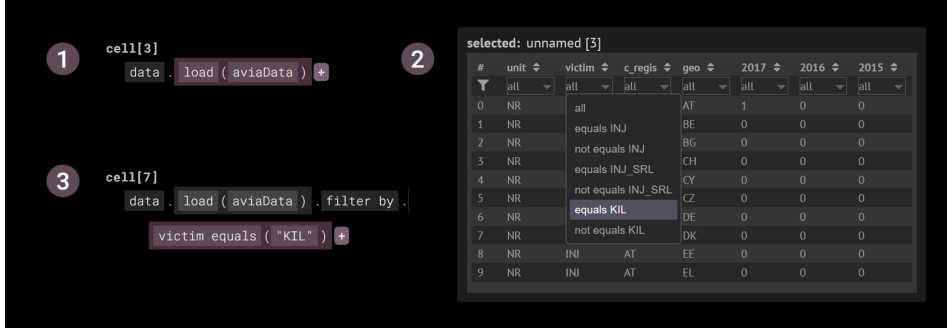 1
cell[3]
data . load ( aviaData ) +
2
selected: unnamed [3]
# unit victim c_regis geo 2017 2016 2015
all all all all all all all
0 NR AT 1 0 0
1 NR BE 0 0 0
2 NR BG 0 0 0
3 NR CH 0 0 0
4 NR CY 0 0 0
5 NR CZ 0 0 0
6 NR DE 0 0 0
7 NR DK 0 0 0
8 NR INJ AT EE 0 0 0
9 NR INJ AT EL 0 0 0
all
equals INJ
not equals INJ
equals INJ_SRL
not equals INJ_SRL
equals KIL
not equals KIL
3
cell[7]
data . load ( aviaData ) . filter by .
victim equals ( "KIL" ) +